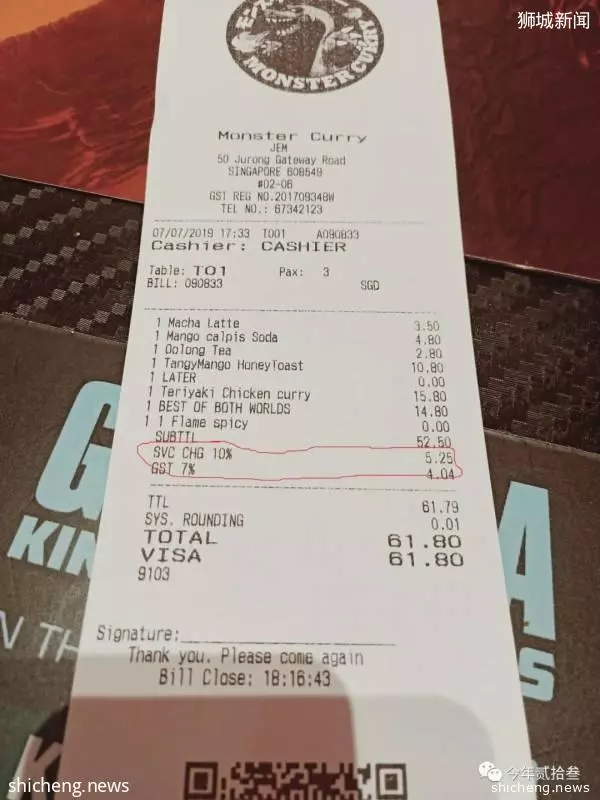 狮城新闻
MONSTER CURRY
Monster Curry
JEM
50 Jurong Gateway Road
SINGAPORE 608549
#02-06
GST REG NO.201709348W
TEL NO.: 67342123
07/07/2019 17:33 T001 A090833
Cashier: CASHIER
Table: T01 Pax: 3
BILL: 090833 SGD
1 Macha Latte 3.50
1 Mango calpis Soda 4.80
1 Oolong Tea 2.80
1 TangyMango HoneyToast 10.80
1 LATER 0.00
1 Teriyaki Chicken curry 15.80
1 BEST OF BOTH WORLDS 14.80
1 1 Flame spicy 0.00
SUBTTL 52.50
SVC CHG 10% 5.25
GST 7% 4.04
TTL 61.79
SYS. ROUNDING 0.01
TOTAL 61.80
VISA 61.80
9103
Signature:
Thank you. Please come again
Bill Close: 18:16:43
今年贰拾叁
shicheng.news
shicheng.news